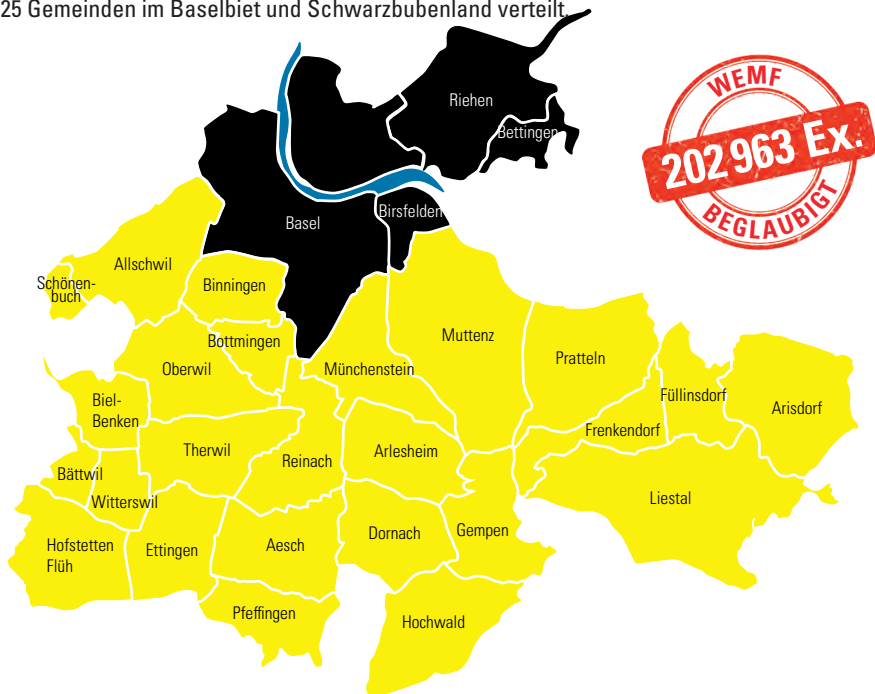 25 Gemeinden im Baselbiet und Schwarzbubenland verteilt.
WEMF
202 963 Ex.
BEGLAUBIGT
Riehen
Bettingen
Basel
Birsfelden
Allschwil
Schönen-
buch
Binningen
Bottmingen
Oberwil
Münchenstein
Muttenz
Pratteln
Füllinsdorf
Arisdorf
Frenkendorf
Biel-
Benken
Therwil
Reinach
Arlesheim
Bättwil
Witterswil
Liestal
Hofstetten
Flüh
Ettingen
Aesch
Dornach
Gempen
Pfeffingen
Hochwald